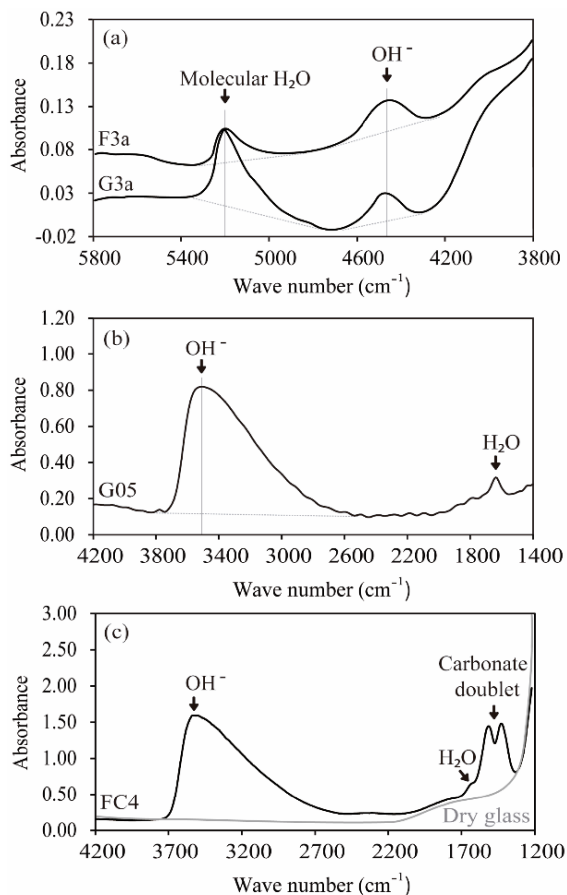 (a)
Molecular H₂O
OH⁻
F3a
G3a
Absorbance
0.23
0.18
0.13
0.08
0.03
-0.02
5800 5400 5000 4600 4200 3800
Wave number (cm⁻¹)
(b)
OH⁻
H₂O
G05
Absorbance
1.20
1.00
0.80
0.60
0.40
0.20
0.00
4200 3800 3400 3000 2600 2200 1800 1400
Wave number (cm⁻¹)
(c)
OH⁻
Carbonate
doublet
H₂O
FC4
Dry glass
Absorbance
3.00
2.50
2.00
1.50
1.00
0.50
0.00
4200 3700 3200 2700 2200 1700 1200
Wave number (cm⁻¹)